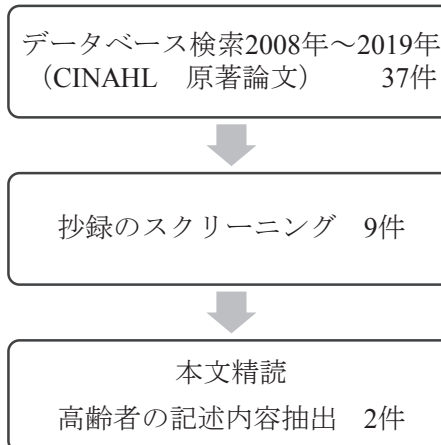 データベース検索2008年～2019年
（CINAHL　原著論文）　　37件
抄録のスクリーニング　9件
本文精読
高齢者の記述内容抽出　2件